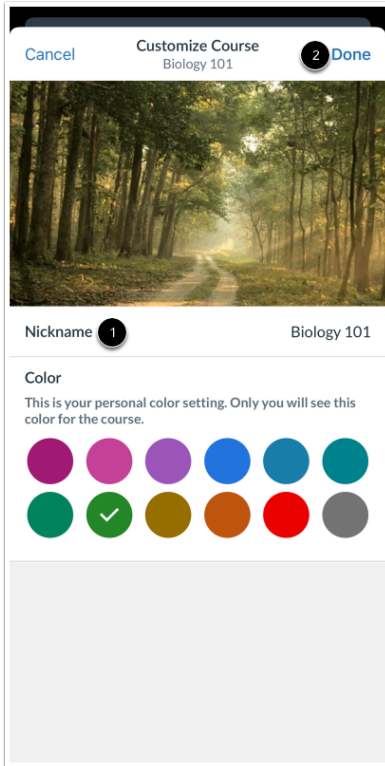 Cancel Customize Course 2 Done
Biology 101
Nickname 1 Biology 101
Color
This is your personal color setting. Only you will see this
color for the course.